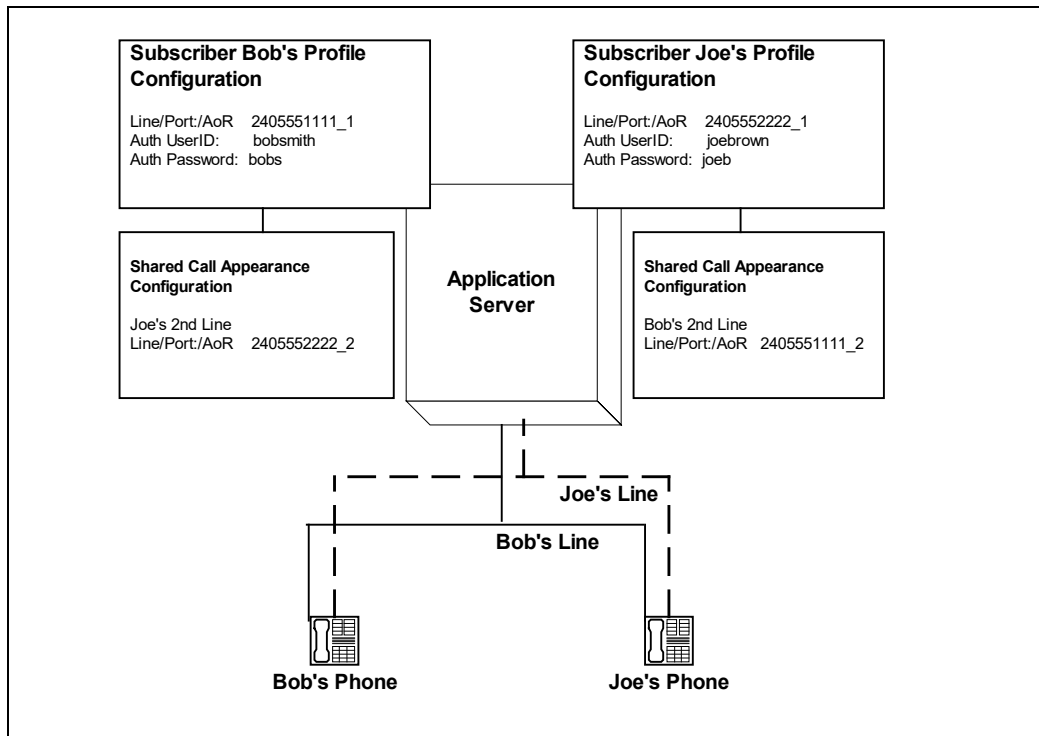 Subscriber Bob's Profile
Configuration
Line/Port:/AoR 2405551111_1
Auth UserID: bobsmith
Auth Password: bobs
Subscriber Joe's Profile
Configuration
Line/Port:/AoR 2405552222_1
Auth UserID: joebrown
Auth Password: joeb
Shared Call Appearance
Configuration
Joe's 2nd Line
Line/Port:/AoR 2405552222_2
Application
Server
Shared Call Appearance
Configuration
Bob's 2nd Line
Line/Port:/AoR 2405551111_2
Joe's Line
Bob's Line
Bob's Phone
Joe's Phone